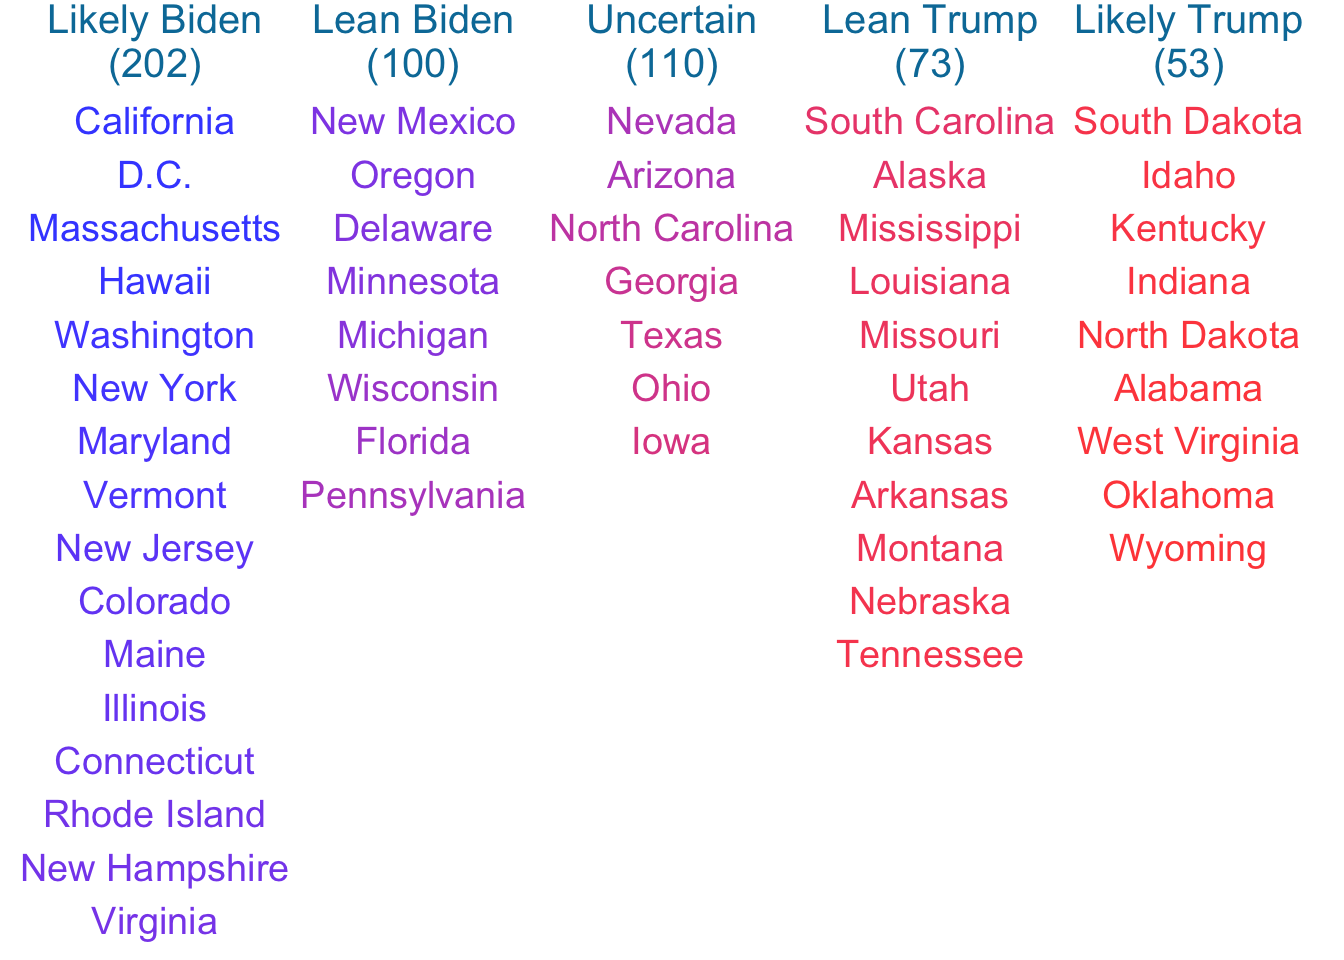 Likely Biden
(202)
California
D.C.
Massachusetts
Hawaii
Washington
New York
Maryland
Vermont
New Jersey
Colorado
Maine
Illinois
Connecticut
Rhode Island
New Hampshire
Virginia
Lean Biden
(100)
New Mexico
Oregon
Delaware
Minnesota
Michigan
Wisconsin
Florida
Pennsylvania
Uncertain
(110)
Nevada
Arizona
North Carolina
Georgia
Texas
Ohio
Iowa
Lean Trump
(73)
South Carolina
Alaska
Mississippi
Louisiana
Missouri
Utah
Kansas
Arkansas
Montana
Nebraska
Tennessee
Likely Trump
(53)
South Dakota
Idaho
Kentucky
Indiana
North Dakota
Alabama
West Virginia
Oklahoma
Wyoming